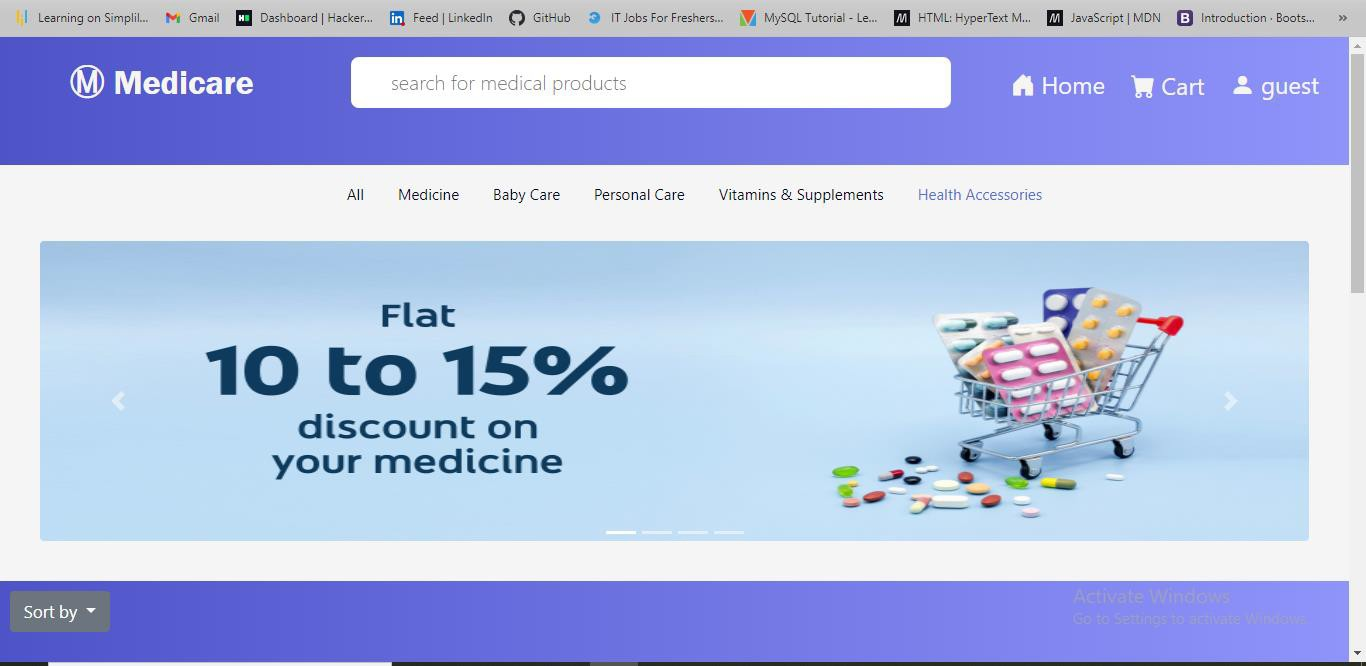 Learning on Simplil... Gmail Dashboard | Hacker... Feed | LinkedIn GitHub IT Jobs For Freshers... MySQL Tutorial - Le... HTML: HyperText M... JavaScript | MDN Introduction · Boots... »
M Medicare search for medical products Home Cart guest
All Medicine Baby Care Personal Care Vitamins & Supplements Health Accessories
Flat
10 to 15%
discount on
your medicine
Sort by
Activate Windows
Go to Settings to activate Windows.